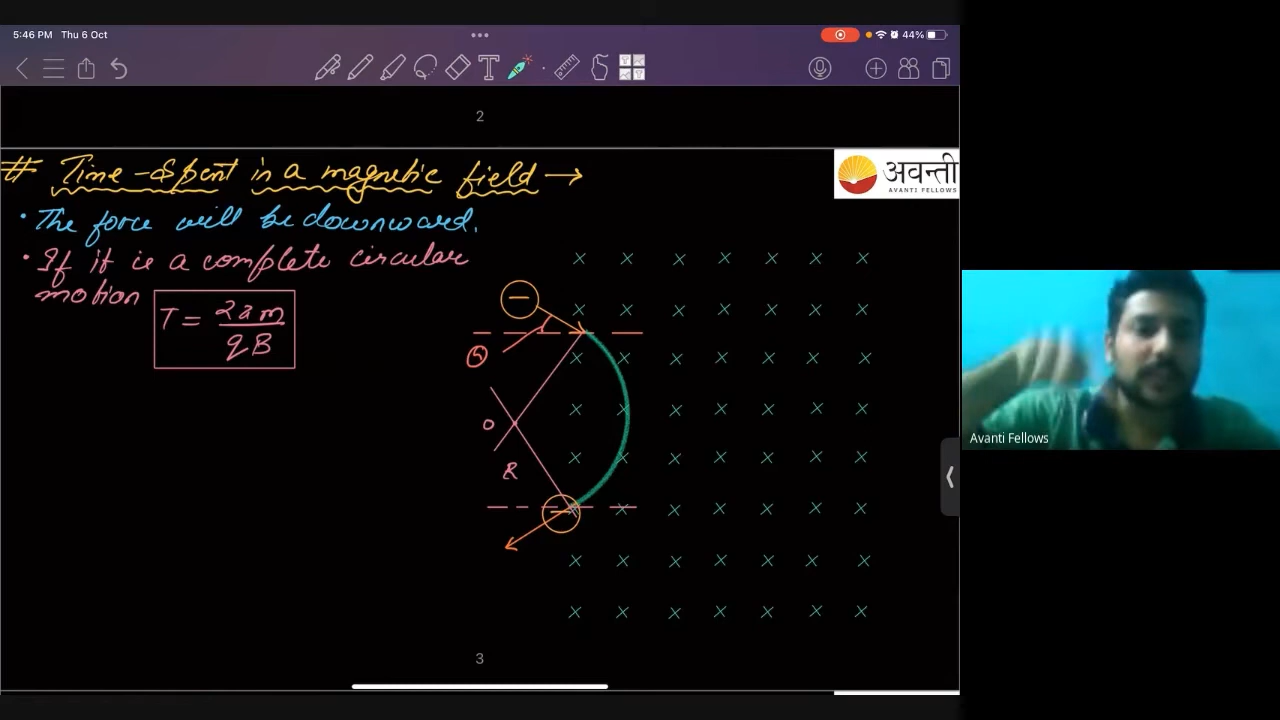 5:46 PM Thu 6 Oct
44%
2
# Time-Spent in a magnetic field →
अवन्ती
AVANTI FELLOWS
• The force will be downward.
• If it is a complete circular
motion
T = 2πm / qB
θ
O
R
Avanti Fellows
3